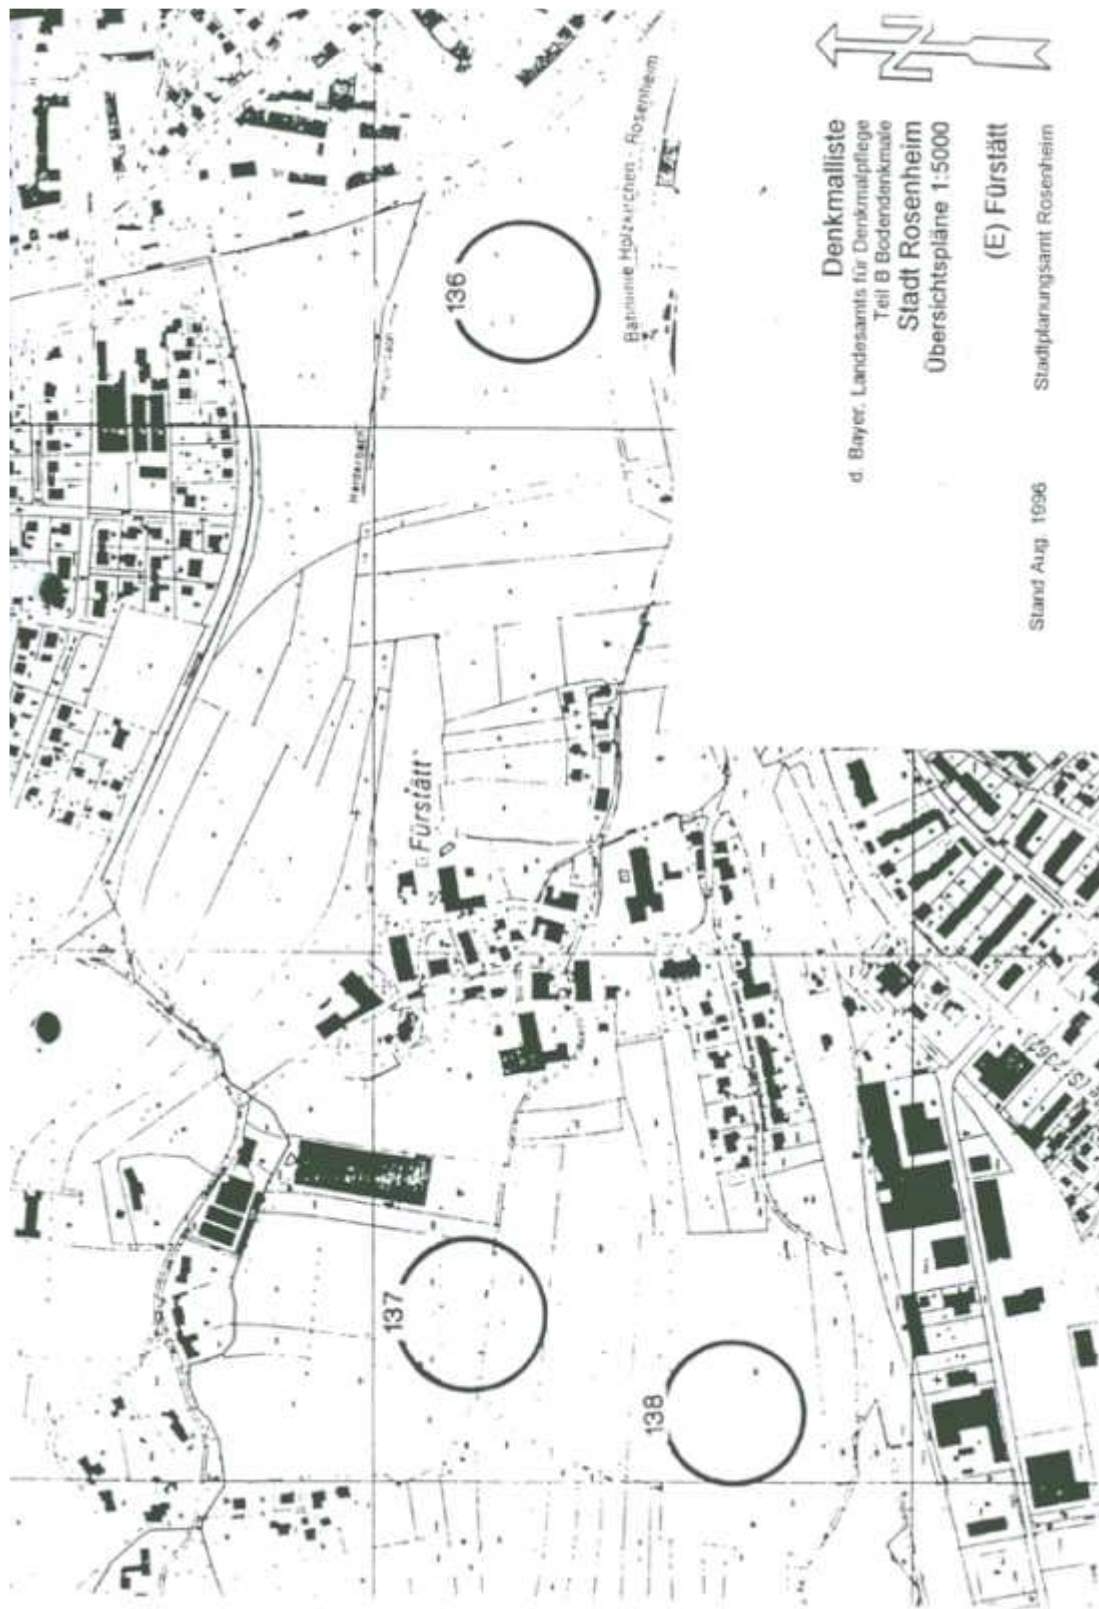 Denkmalliste
d. Bayer. Landesamts für Denkmalpflege
Teil B Bodendenkmale
Stadt Rosenheim
Übersichtspläne 1:5000
(E) Fürstätt
Stand Aug. 1996 Stadtplanungsamt Rosenheim
N
136
Bahnlinie Holzkirchen - Rosenheim
Fürstätt
137
138